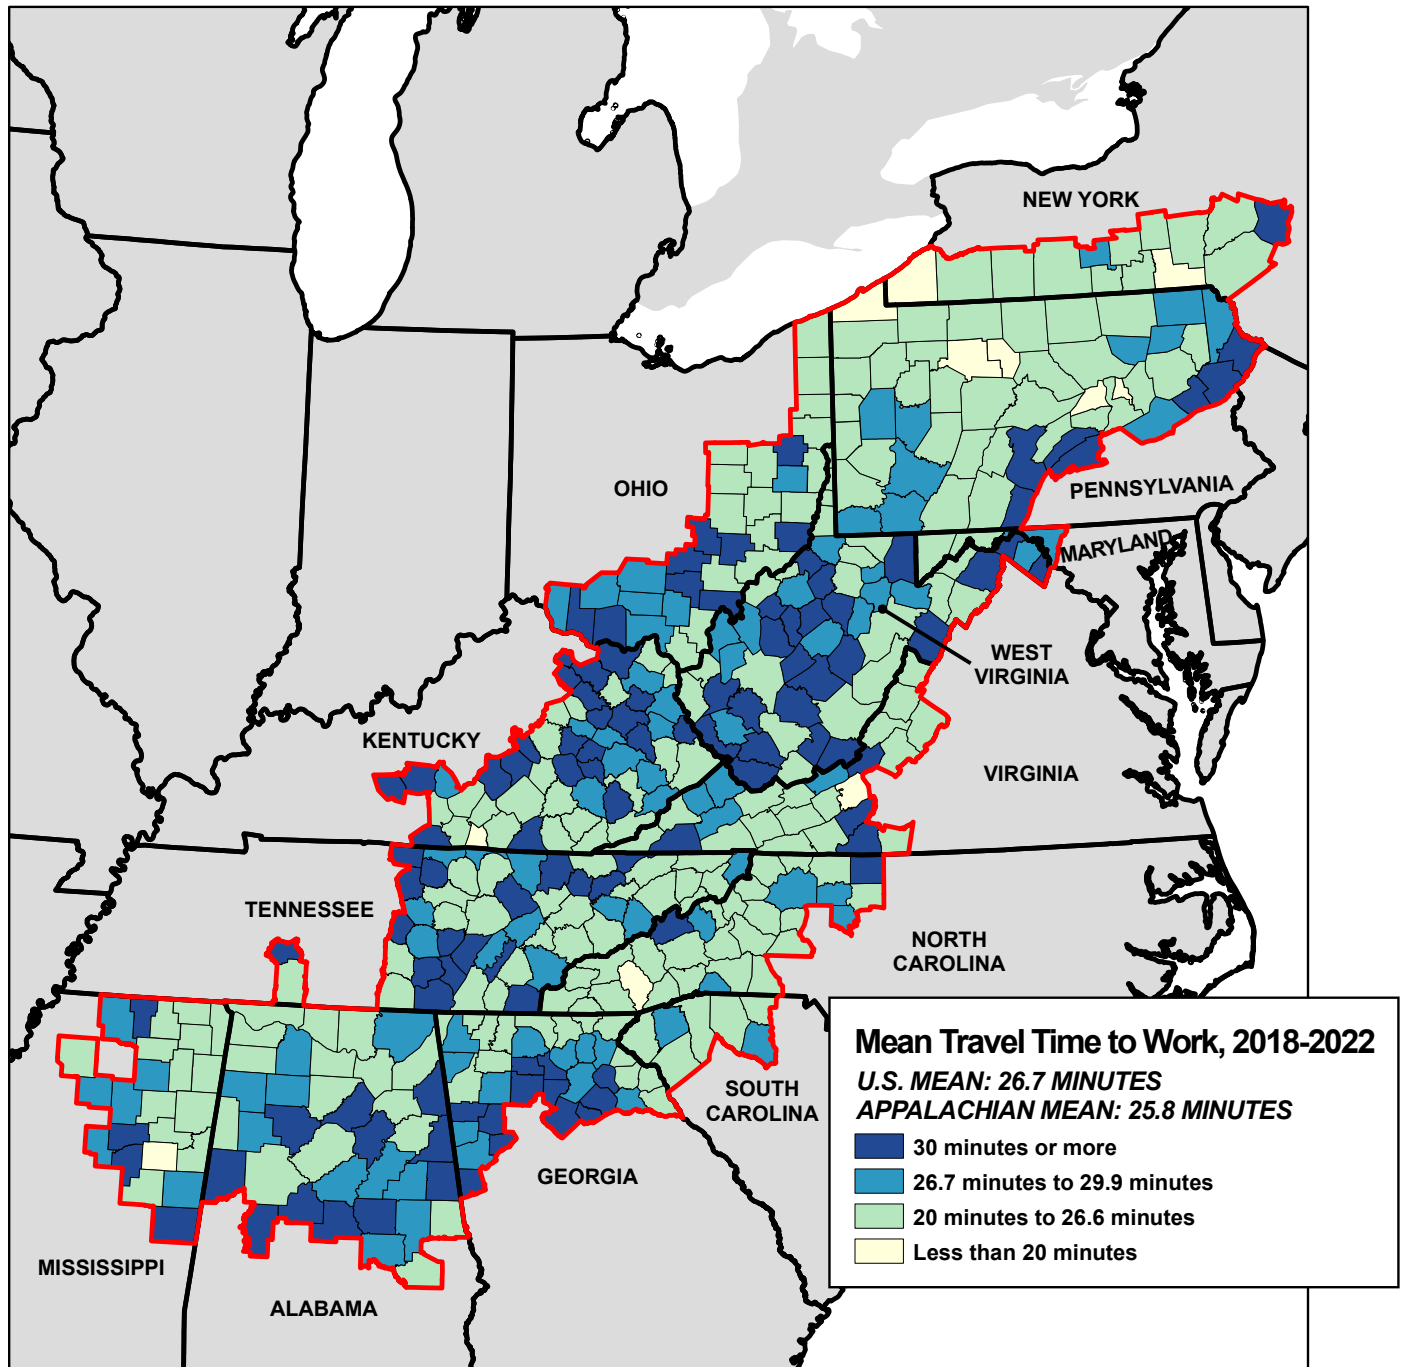 NEW YORK
OHIO
PENNSYLVANIA
MARYLAND
WEST
VIRGINIA
KENTUCKY
VIRGINIA
TENNESSEE
NORTH
CAROLINA
SOUTH
CAROLINA
GEORGIA
MISSISSIPPI
ALABAMA
Mean Travel Time to Work, 2018-2022
U.S. MEAN: 26.7 MINUTES
APPALACHIAN MEAN: 25.8 MINUTES
30 minutes or more
26.7 minutes to 29.9 minutes
20 minutes to 26.6 minutes
Less than 20 minutes